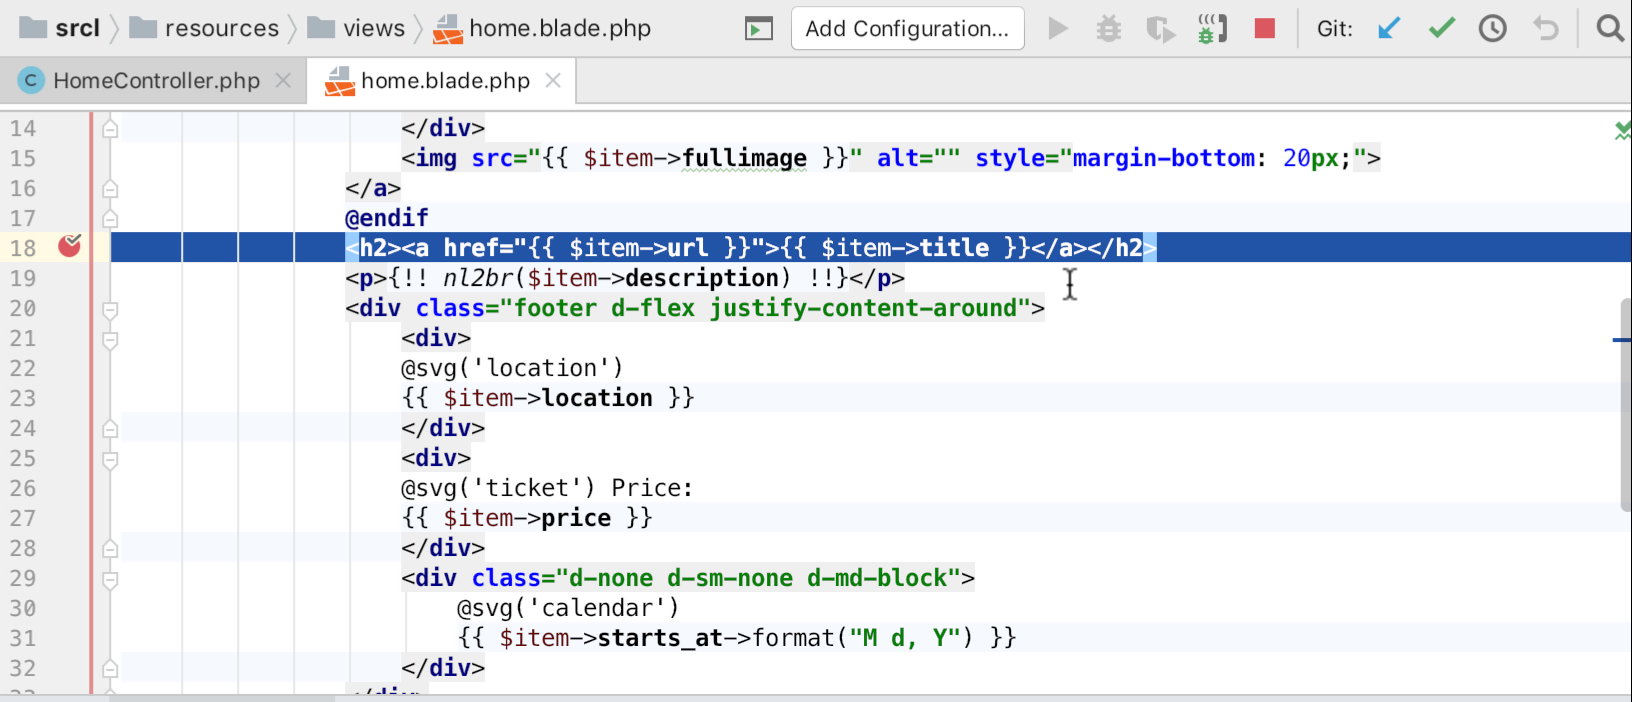 srcl resources views home.blade.php Add Configuration... Git:
C HomeController.php home.blade.php
14 </div>
15 <img src="{{ $item->fullimage }}" alt="" style="margin-bottom: 20px;">
16 </a>
17 @endif
18 <h2><a href="{{ $item->url }}">{{ $item->title }}</a></h2>
19 <p>{!! nl2br($item->description) !!}</p>
20 <div class="footer d-flex justify-content-around">
21 <div>
22 @svg('location')
23 {{ $item->location }}
24 </div>
25 <div>
26 @svg('ticket') Price:
27 {{ $item->price }}
28 </div>
29 <div class="d-none d-sm-none d-md-block">
30 @svg('calendar')
31 {{ $item->starts_at->format("M d, Y") }}
32 </div>
33 </div>